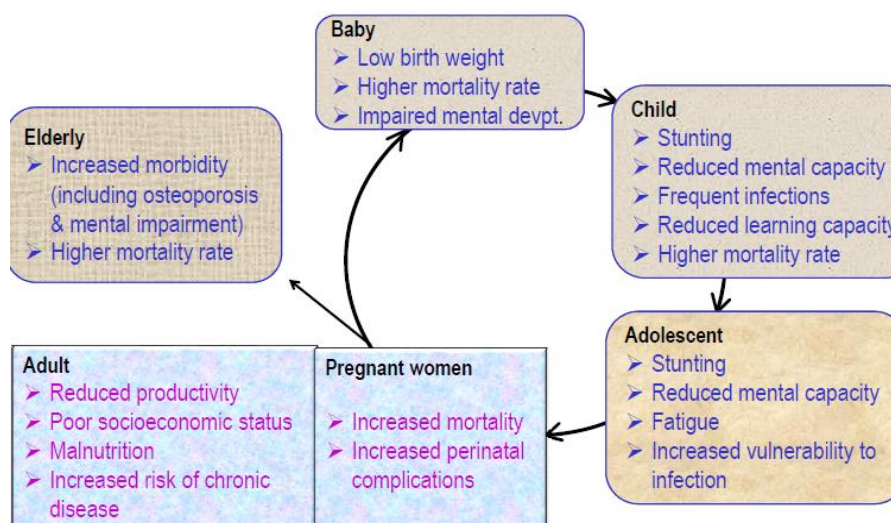 Baby
➢ Low birth weight
➢ Higher mortality rate
➢ Impaired mental devpt.
Child
➢ Stunting
➢ Reduced mental capacity
➢ Frequent infections
➢ Reduced learning capacity
➢ Higher mortality rate
Adolescent
➢ Stunting
➢ Reduced mental capacity
➢ Fatigue
➢ Increased vulnerability to
infection
Pregnant women
➢ Increased mortality
➢ Increased perinatal
complications
Adult
➢ Reduced productivity
➢ Poor socioeconomic status
➢ Malnutrition
➢ Increased risk of chronic
disease
Elderly
➢ Increased morbidity
(including osteoporosis
& mental impairment)
➢ Higher mortality rate